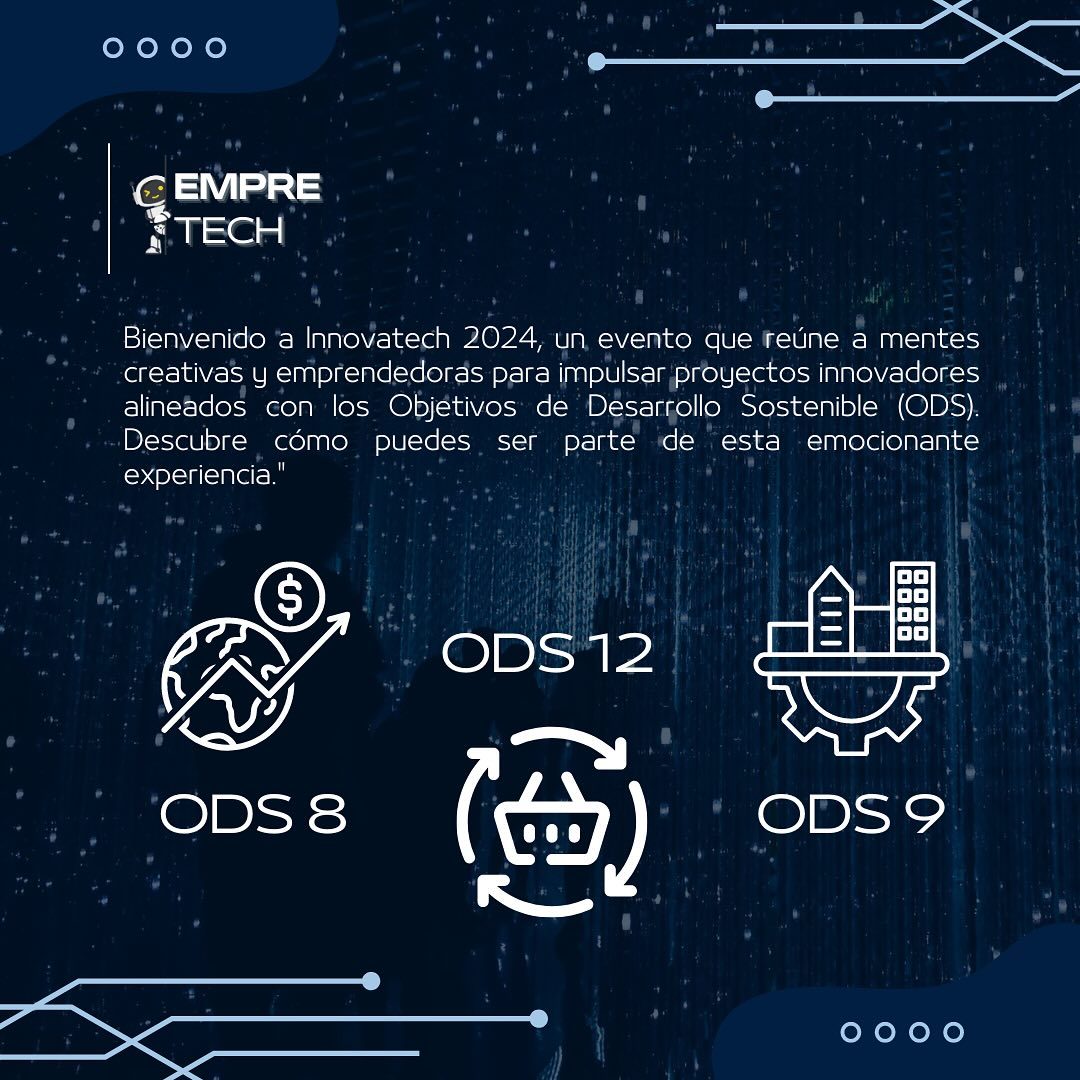 EMPRE
TECH
Bienvenido a Innovatech 2024, un evento que reúne a mentes
creativas y emprendedoras para impulsar proyectos innovadores
alineados con los Objetivos de Desarrollo Sostenible (ODS).
Descubre cómo puedes ser parte de esta emocionante
experiencia."
$
ODS 12
ODS 8
ODS 9